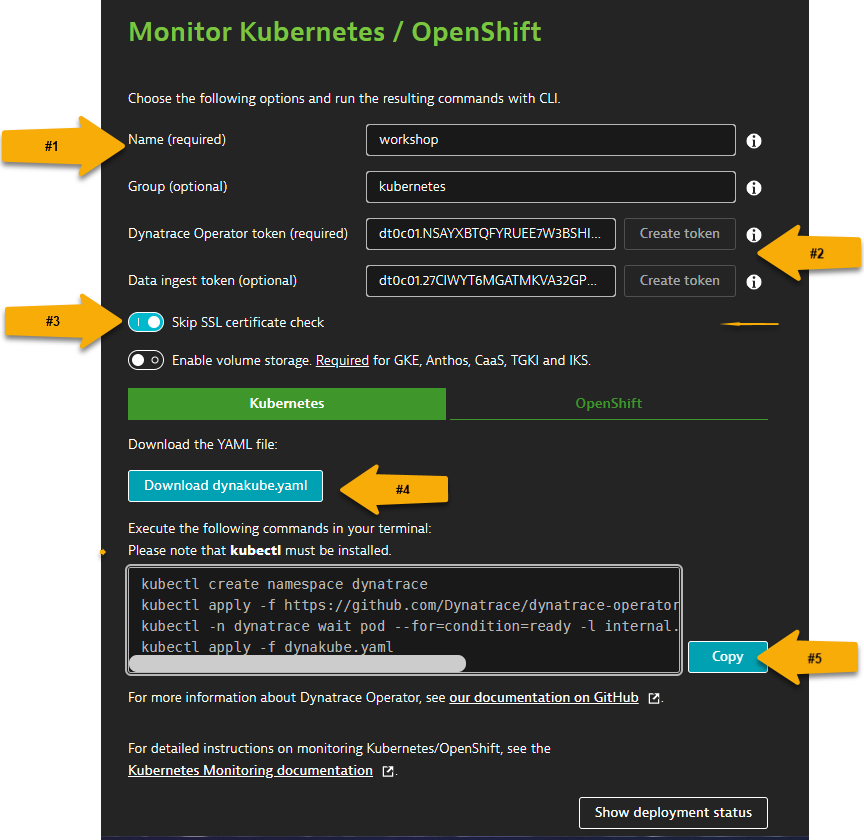 Monitor Kubernetes / OpenShift
Choose the following options and run the resulting commands with CLI.
#1
Name (required)
workshop
Group (optional)
kubernetes
Dynatrace Operator token (required)
dt0c01.NSAYXBTQFYRUEE7W3BSHI...
Create token
#2
Data ingest token (optional)
dt0c01.27CIWYT6MGATMKVA32GP...
Create token
#3
Skip SSL certificate check
Enable volume storage. Required for GKE, Anthos, CaaS, TGKI and IKS.
Kubernetes
OpenShift
Download the YAML file:
Download dynakube.yaml
#4
Execute the following commands in your terminal:
Please note that kubectl must be installed.
kubectl create namespace dynatrace
kubectl apply -f https://github.com/Dynatrace/dynatrace-operator
kubectl -n dynatrace wait pod --for=condition=ready -l internal.
kubectl apply -f dynakube.yaml
Copy
#5
For more information about Dynatrace Operator, see our documentation on GitHub .
For detailed instructions on monitoring Kubernetes/OpenShift, see the
Kubernetes Monitoring documentation .
Show deployment status